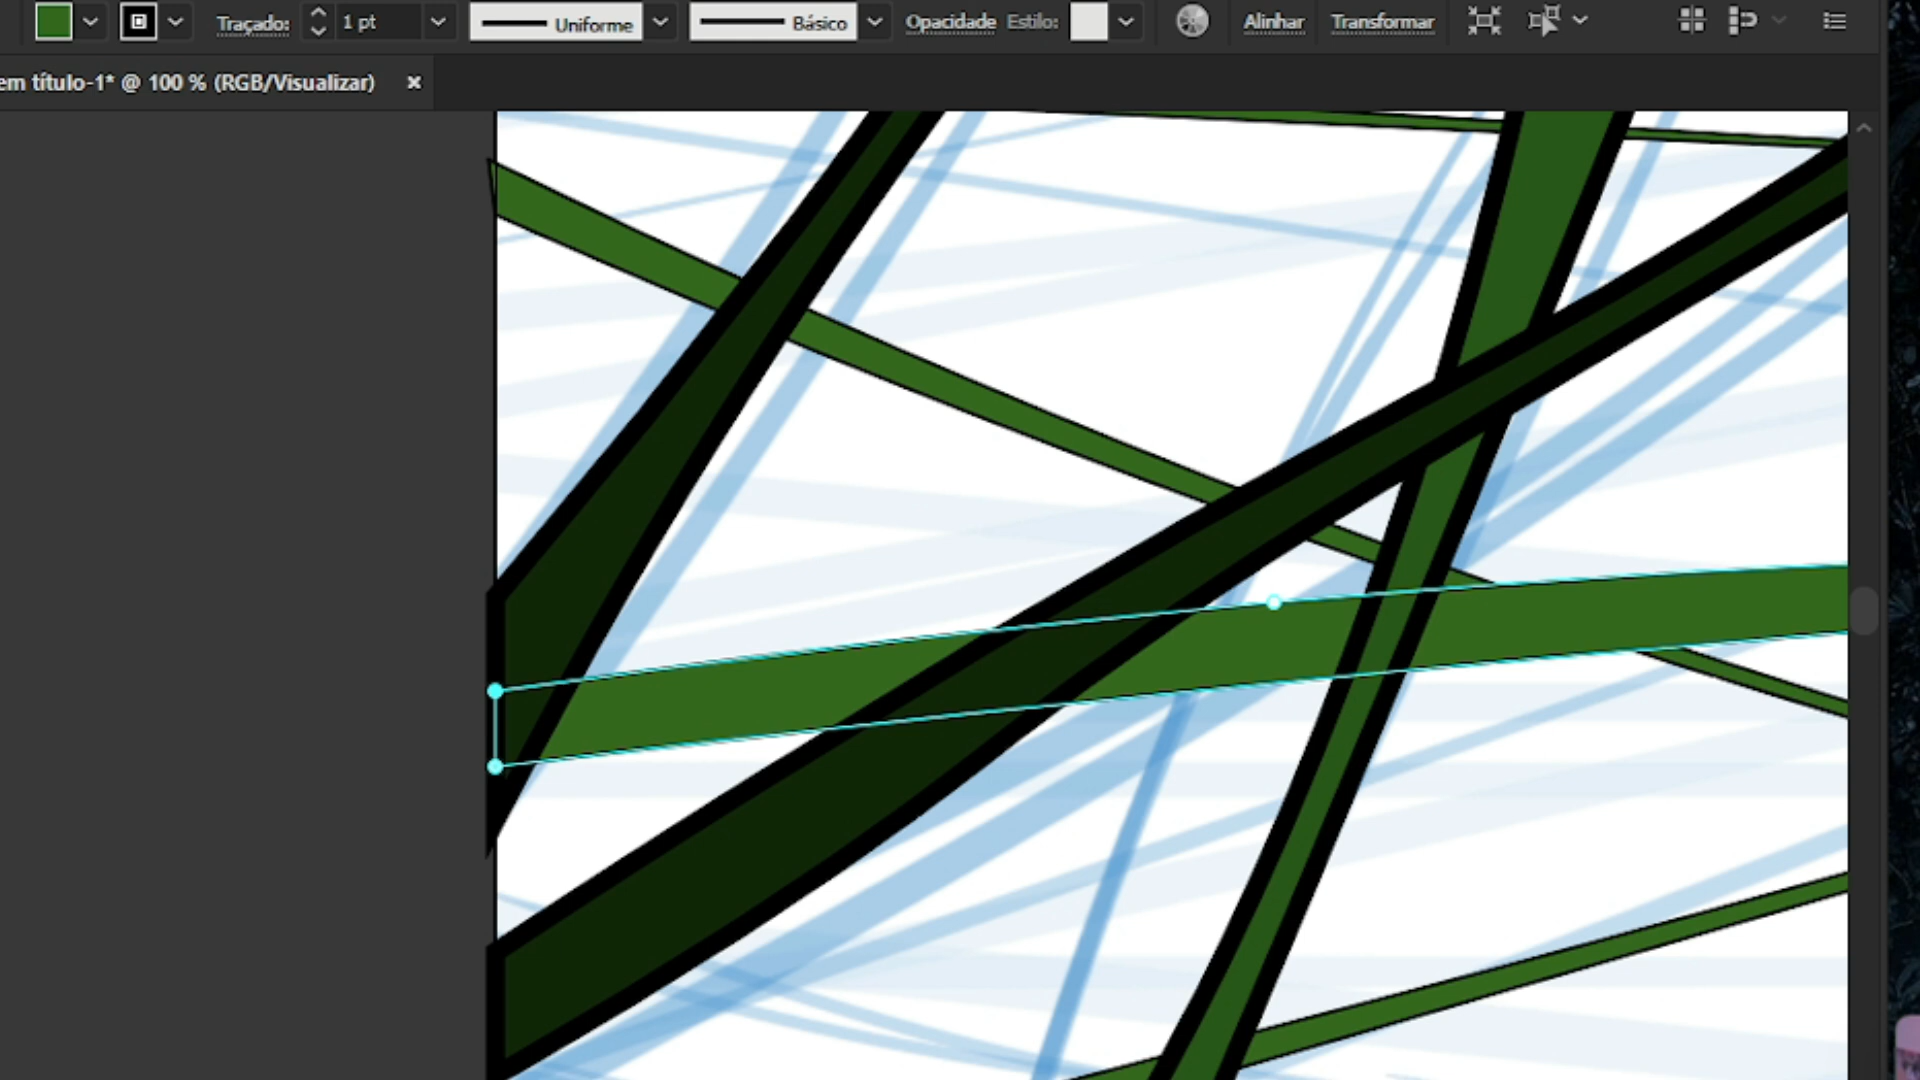 Traçado: 1 pt Uniforme Básico Opacidade Estilo: Alinhar Transformar
em título-1* @ 100 % (RGB/Visualizar) ×